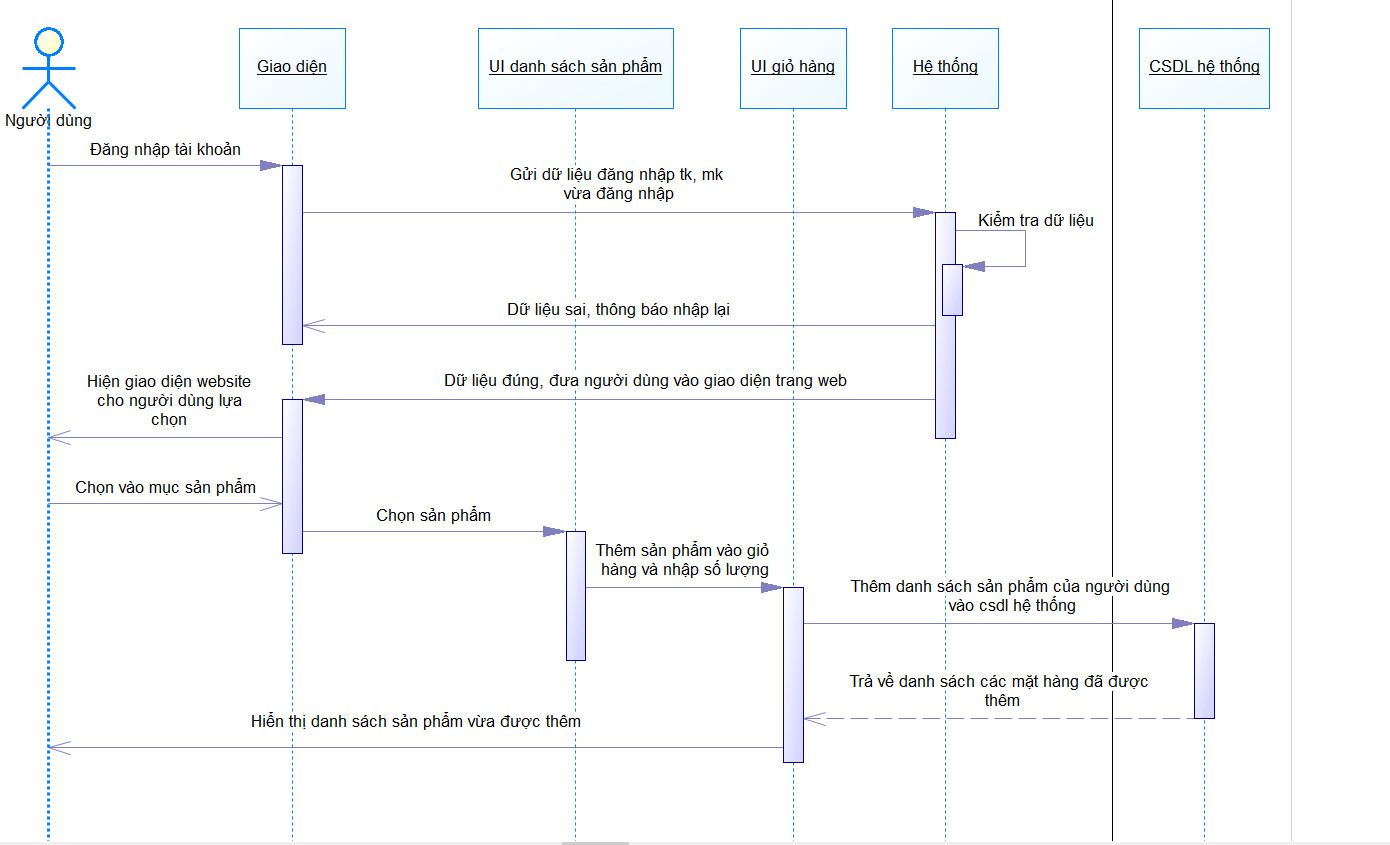 Giao diện
UI danh sách sản phẩm
UI giỏ hàng
Hệ thống
CSDL hệ thống
Người dùng
Đăng nhập tài khoản
Gửi dữ liệu đăng nhập tk, mk
vừa đăng nhập
Kiểm tra dữ liệu
Dữ liệu sai, thông báo nhập lại
Dữ liệu đúng, đưa người dùng vào giao diện trang web
Hiện giao diện website
cho người dùng lựa
chọn
Chọn vào mục sản phẩm
Chọn sản phẩm
Thêm sản phẩm vào giỏ
hàng và nhập số lượng
Thêm danh sách sản phẩm của người dùng
vào csdl hệ thống
Trả về danh sách các mặt hàng đã được
thêm
Hiển thị danh sách sản phẩm vừa được thêm